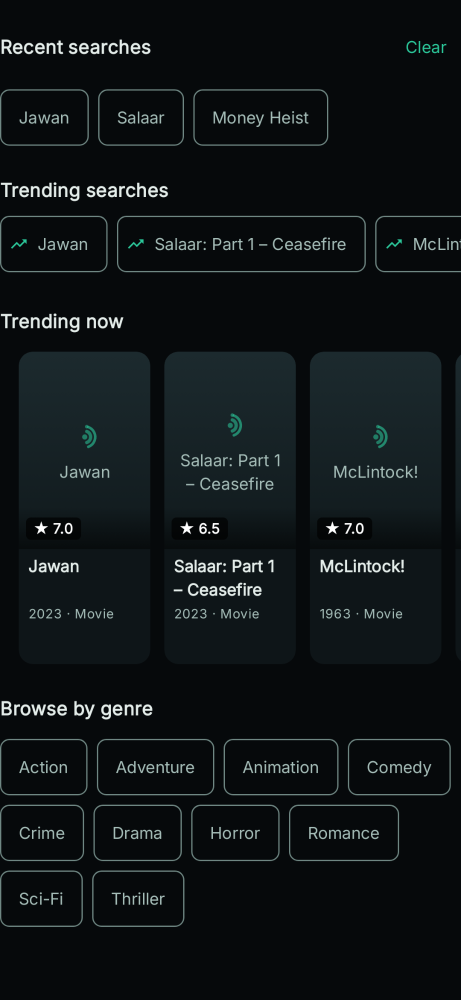 Recent searches Clear
Jawan Salaar Money Heist
Trending searches
Jawan Salaar: Part 1 – Ceasefire McLint
Trending now
Jawan Salaar: Part 1 – Ceasefire McLintock!
★ 7.0 ★ 6.5 ★ 7.0
Jawan Salaar: Part 1 – Ceasefire McLintock!
2023 · Movie 2023 · Movie 1963 · Movie
Browse by genre
Action Adventure Animation Comedy
Crime Drama Horror Romance
Sci-Fi Thriller